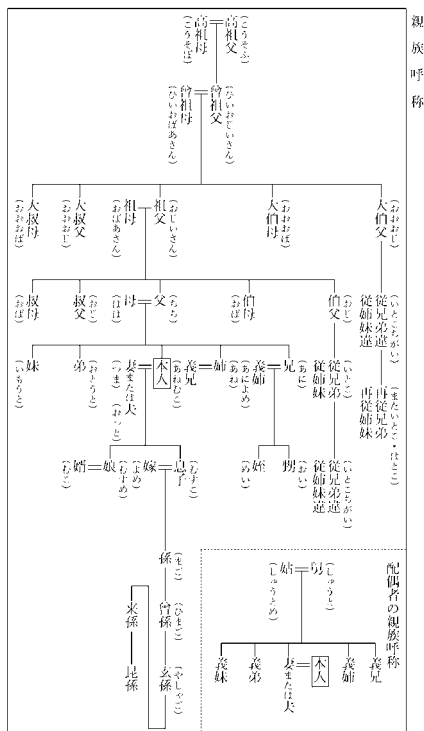 親族呼称
高祖父（こうそふ）
高祖母（こうそぼ）
曾祖父（ひいおじいさん）
曾祖母（ひいおばあさん）
大伯父（おおおじ）
大伯母（おおおば）
祖父（おじいさん）
祖母（おばあさん）
大叔父（おおおじ）
大叔母（おおおば）
従兄弟違
従姉妹違（いとこちがい）
伯父（おじ）
伯母（おば）
父（ちち）
母（はは）
叔父（おじ）
叔母（おば）
再従兄弟
再従姉妹（またいとこ・はとこ）
従兄弟
従姉妹（いとこ）
兄（あに）
義姉（あによめ）
姉（あね）
義兄（あねむこ）
本人
妻または夫（つま）（おっと）
弟（おとうと）
妹（いもうと）
従兄弟違
従姉妹違（いとこちがい）
甥（おい）
姪（めい）
息子（むすこ）
嫁（よめ）
娘（むすめ）
婿（むこ）
孫（まご）
曾孫（ひまご）
玄孫（やしゃご）
来孫
昆孫
配偶者の親族呼称
舅（しゅうと）
姑（しゅうとめ）
義兄
義姉
本人
妻または夫
義弟
義妹